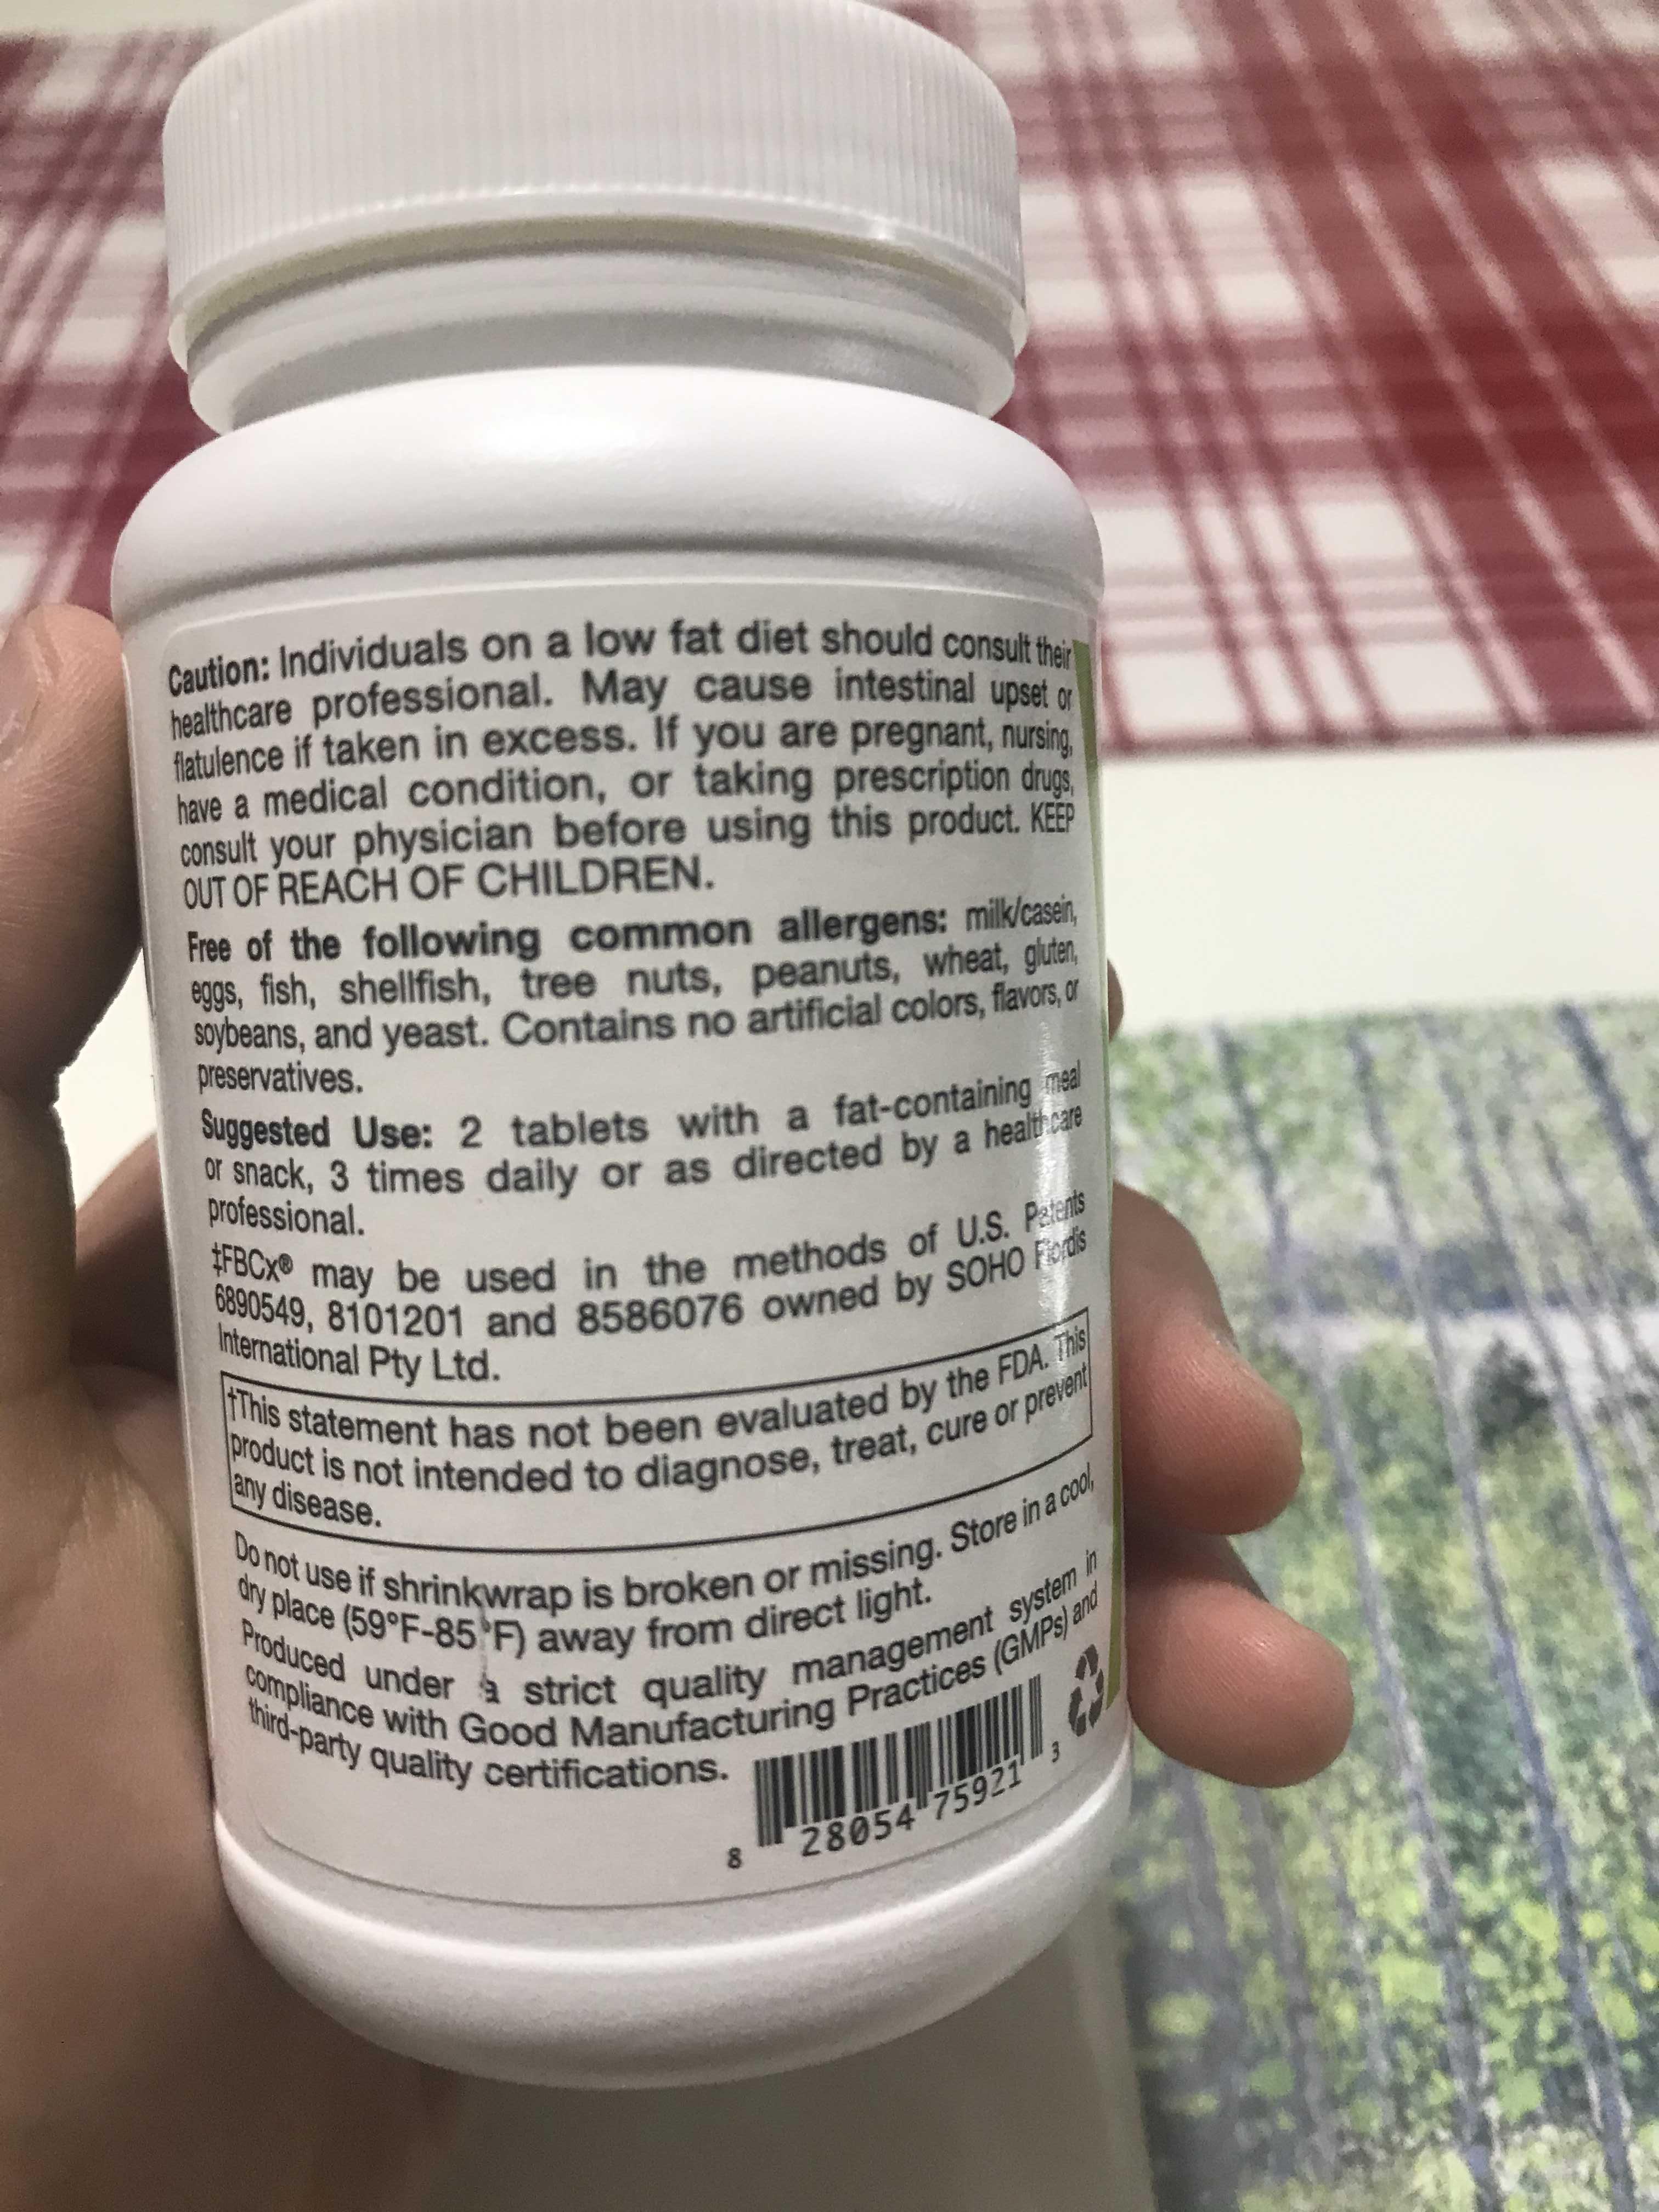 Caution: Individuals on a low fat diet should consult their
healthcare professional. May cause intestinal upset or
flatulence if taken in excess. If you are pregnant, nursing,
have a medical condition, or taking prescription drugs,
consult your physician before using this product. KEEP
OUT OF REACH OF CHILDREN.
Free of the following common allergens: milk/casein,
eggs, fish, shellfish, tree nuts, peanuts, wheat, gluten,
soybeans, and yeast. Contains no artificial colors, flavors, or
preservatives.
Suggested Use: 2 tablets with a fat-containing meal
or snack, 3 times daily or as directed by a healthcare
professional.
‡FBCx® may be used in the methods of U.S. Patents
6890549, 8101201 and 8586076 owned by SOHO Flordis
International Pty Ltd.
†This statement has not been evaluated by the FDA. This
product is not intended to diagnose, treat, cure or prevent
any disease.
Do not use if shrinkwrap is broken or missing. Store in a cool,
dry place (59°F-85°F) away from direct light.
Produced under a strict quality management system in
compliance with Good Manufacturing Practices (GMPs) and
third-party quality certifications.
8 28054 75921 3